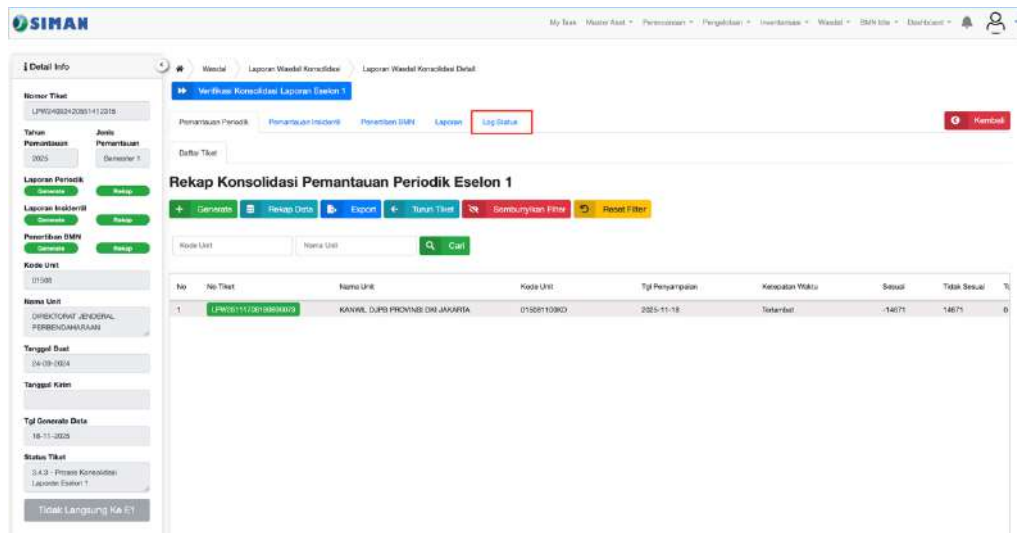 SIMAN
My Task Master Aset Perencanaan Pengelolaan Inventarisasi Wasdal BMN Idle Dashboard
Detail Info
Wasdal Laporan Wasdal Konsolidasi Laporan Wasdal Konsolidasi Detail
Verifikasi Konsolidasi Laporan Eselon 1
Nomor Tiket
Pemantauan Periodik Pemantauan Insidentil Penertiban BMN Laporan Log Status Kembali
Tahun Pemantauan
Jenis Pemantauan
2025 Semester 1
Daftar Tiket
Laporan Periodik
Generate Rekap
Rekap Konsolidasi Pemantauan Periodik Eselon 1
Laporan Insidentil
Generate Rekap
Generate Rekap Data Export Turun Tiket Sembunyikan Filter Reset Filter
Penertiban BMN
Generate Rekap
Kode Unit Nama Unit Cari
Kode Unit
01508
No No Tiket Nama Unit Kode Unit Tgl Penyampaian Ketepatan Waktu Sesuai Tidak Sesuai
1 KANWIL DJPB PROVINSI DKI JAKARTA 015081100KD 2025-11-18 Terlambat -14671 14671
Nama Unit
DIREKTORAT JENDERAL
PERBENDAHARAAN
Tanggal Buat
24-09-2024
Tanggal Kirim
Tgl Generate Data
18-11-2025
Status Tiket
3.4.3 - Proses Konsolidasi
Laporan Eselon 1
Tidak Langsung Ke E1